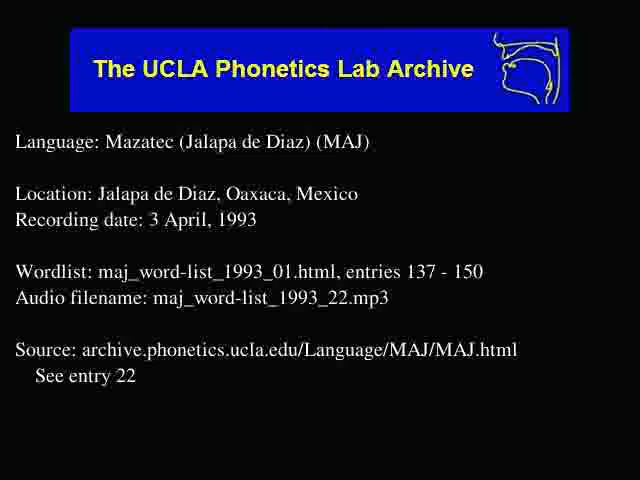 The UCLA Phonetics Lab Archive
Language: Mazatec (Jalapa de Diaz) (MAJ)
Location: Jalapa de Diaz, Oaxaca, Mexico
Recording date: 3 April, 1993
Wordlist: maj_word-list_1993_01.html, entries 137 - 150
Audio filename: maj_word-list_1993_22.mp3
Source: archive.phonetics.ucla.edu/Language/MAJ/MAJ.html
See entry 22